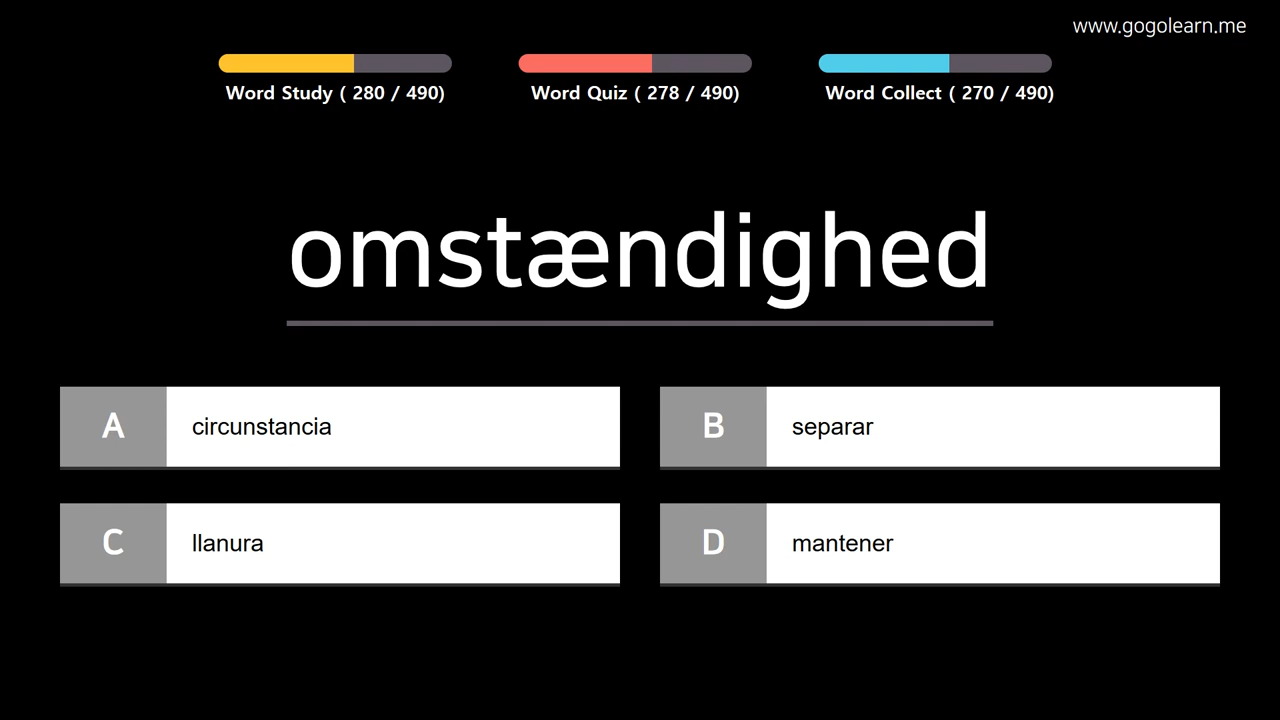 www.gogolearn.me
Word Study ( 280 / 490)
Word Quiz ( 278 / 490)
Word Collect ( 270 / 490)
omstændighed
A circunstancia
B separar
C llanura
D mantener